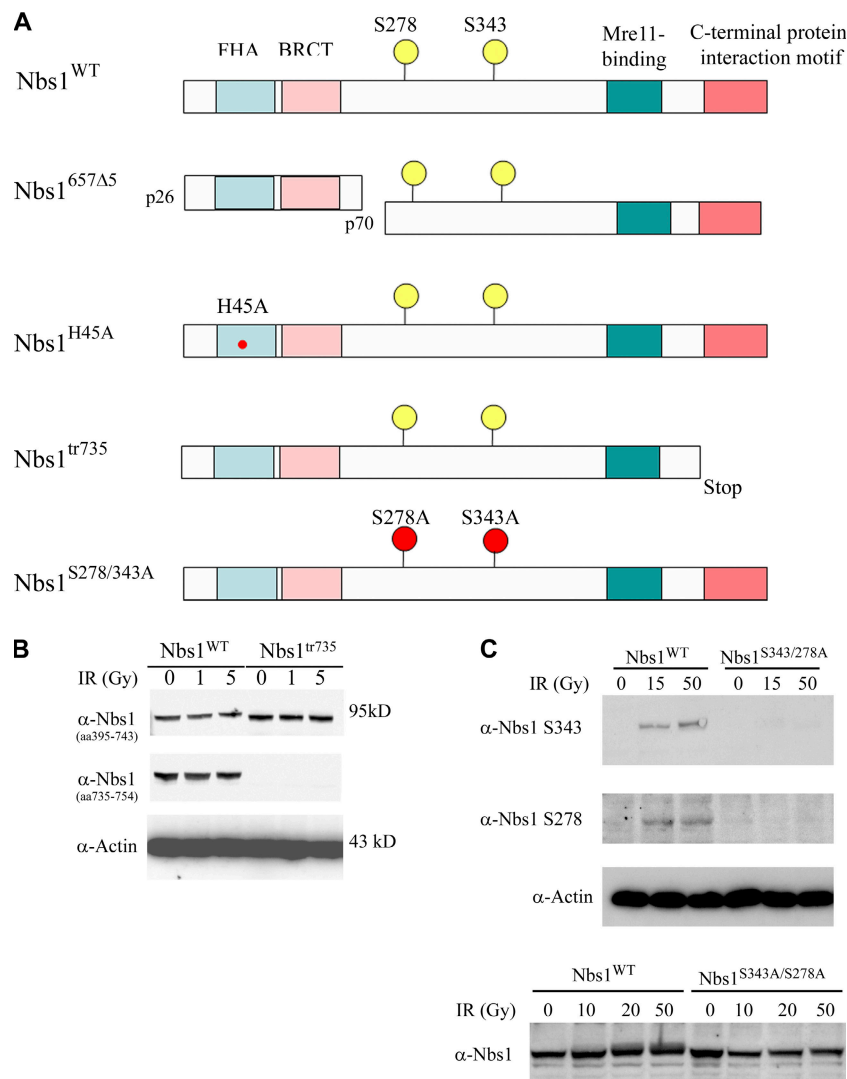 A
S278 S343
FHA BRCT
Mre11-
binding
C-terminal protein
interaction motif
Nbs1WT
Nbs1657Δ5
p26
p70
H45A
Nbs1H45A
Nbs1tr735
Stop
S278A S343A
Nbs1S278/343A
B
Nbs1WT Nbs1tr735
IR (Gy) 0 1 5 0 1 5
α-Nbs1 95kD
(aa395-743)
α-Nbs1
(aa735-754)
α-Actin 43 kD
C
Nbs1WT Nbs1S343/278A
IR (Gy) 0 15 50 0 15 50
α-Nbs1 S343
α-Nbs1 S278
α-Actin
Nbs1WT Nbs1S343A/S278A
IR (Gy) 0 10 20 50 0 10 20 50
α-Nbs1